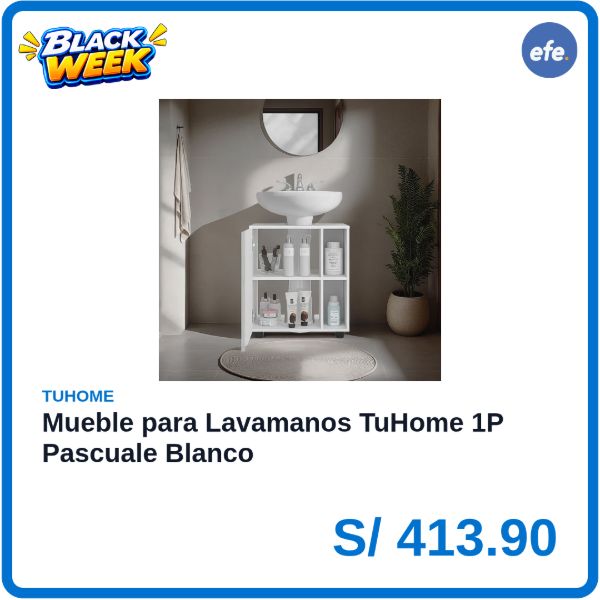 BLACK
WEEK
efe.
TUHOME
Mueble para Lavamanos TuHome 1P
Pascuale Blanco
S/ 413.90